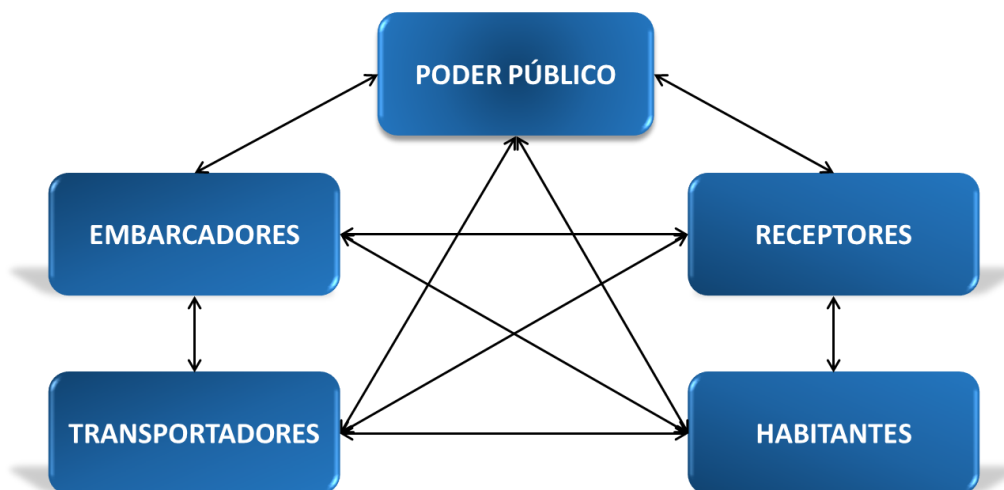 PODER PÚBLICO
EMBARCADORES
RECEPTORES
TRANSPORTADORES
HABITANTES